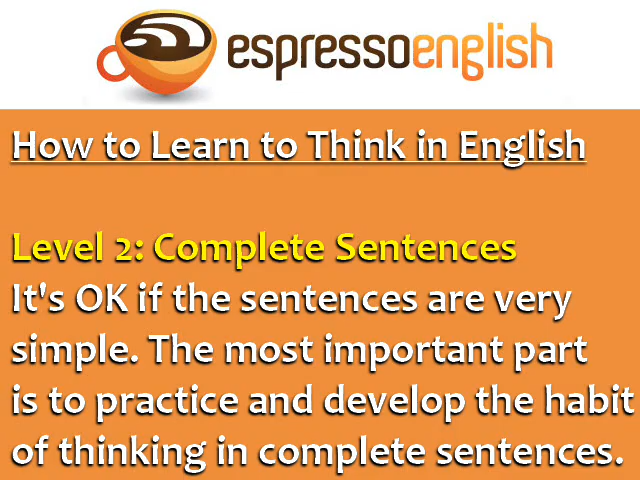 espressoenglish
How to Learn to Think in English
Level 2: Complete Sentences
It's OK if the sentences are very
simple. The most important part
is to practice and develop the habit
of thinking in complete sentences.